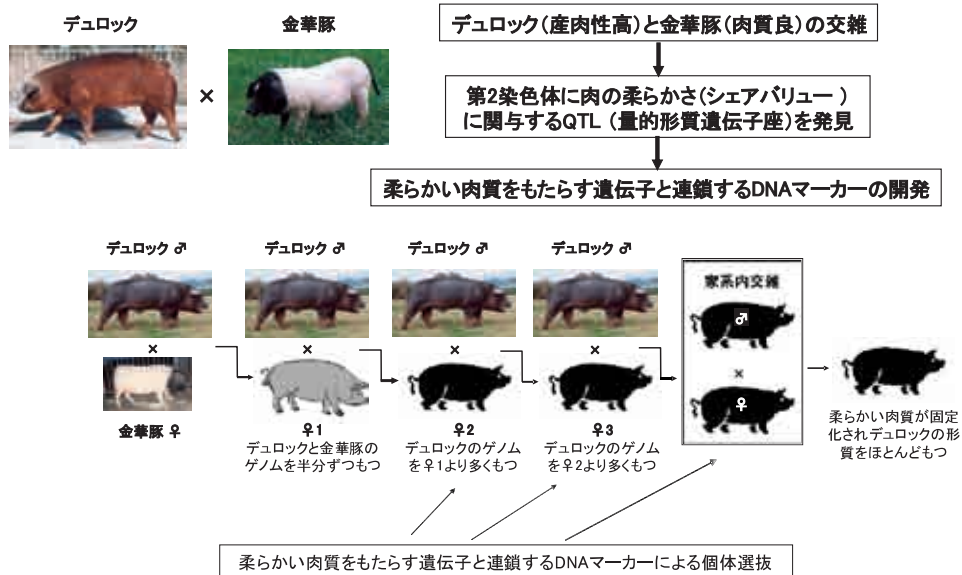 デュロック
×
金華豚
デュロック（産肉性高）と金華豚（肉質良）の交雑
第2染色体に肉の柔らかさ（シェアバリュー ）
に関与するQTL （量的形質遺伝子座）を発見
柔らかい肉質をもたらす遺伝子と連鎖するDNAマーカーの開発
デュロック ♂
×
金華豚 ♀
デュロック ♂
×
♀1
デュロックと金華豚の
ゲノムを半分ずつもつ
デュロック ♂
×
♀2
デュロックのゲノム
を♀1より多くもつ
デュロック ♂
×
♀3
デュロックのゲノム
を♀2より多くもつ
家系内交雑
♂
×
♀
柔らかい肉質が固定
化されデュロックの形
質をほとんどもつ
柔らかい肉質をもたらす遺伝子と連鎖するDNAマーカーによる個体選抜